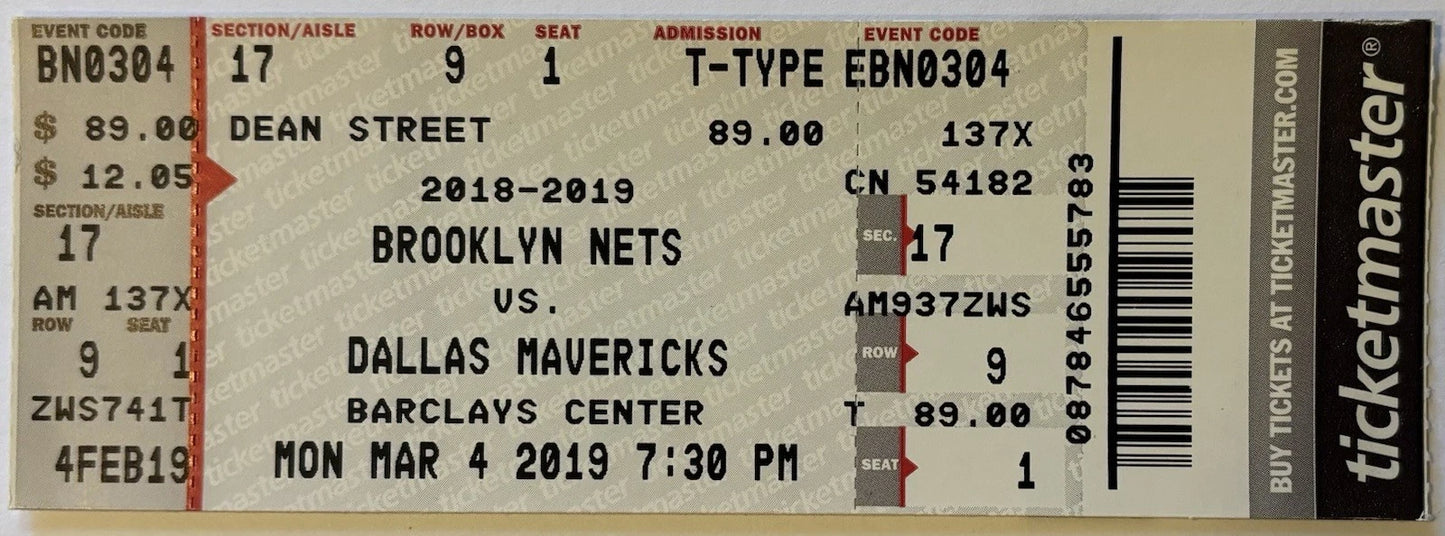 EVENT CODE
BN0304
$ 89.00
$ 12.05
SECTION/AISLE
17
AM 137X
ROW SEAT
9 1
ZWS741T
4FEB19
SECTION/AISLE ROW/BOX SEAT ADMISSION
17 9 1 T-TYPE
DEAN STREET 89.00
2018-2019
BROOKLYN NETS
VS.
DALLAS MAVERICKS
BARCLAYS CENTER
MON MAR 4 2019 7:30 PM
EVENT CODE
EBN0304
137X
CN 54182
SEC. 17
AM937ZWS
ROW 9
T 89.00
SEAT 1
0878465555783
BUY TICKETS AT TICKETMASTER.COM
ticketmaster®